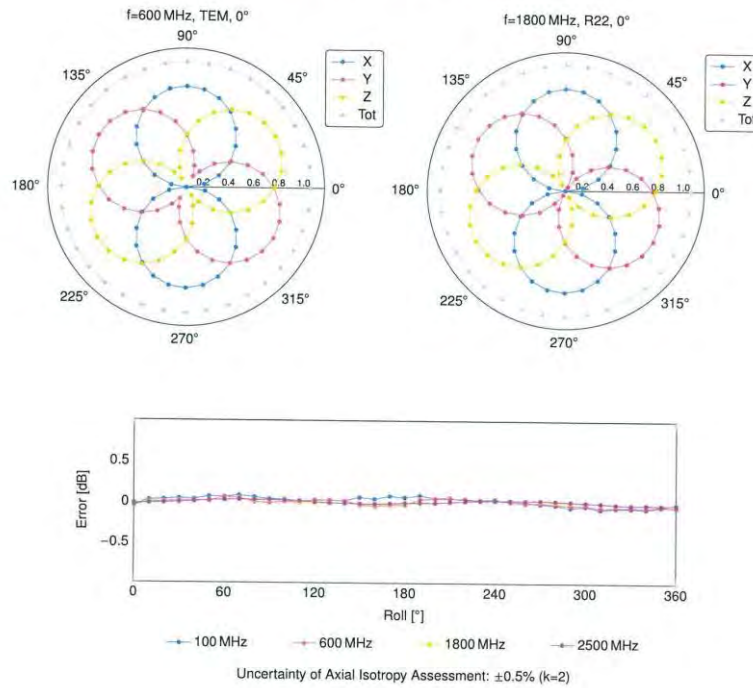 f=600 MHz, TEM, 0°
90°
135°
45°
X
Y
Z
Tot
180°
0.2 0.4 0.6 0.8 1.0
0°
225°
315°
270°
f=1800 MHz, R22, 0°
90°
135°
45°
X
Y
Z
Tot
180°
0.2 0.4 0.6 0.8 1.0
0°
225°
315°
270°
0.5
0
−0.5
Error [dB]
0 60 120 180 240 300 360
Roll [°]
100 MHz 600 MHz 1800 MHz 2500 MHz
Uncertainty of Axial Isotropy Assessment: ±0.5% (k=2)